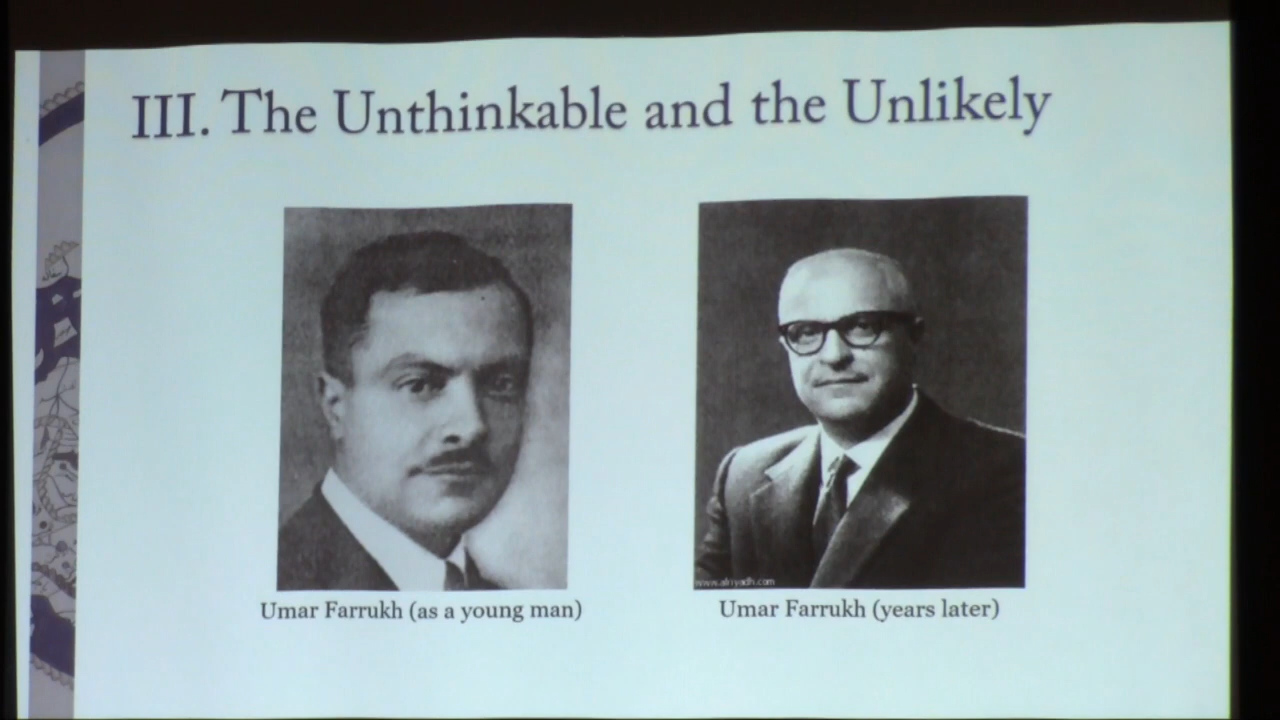 III. The Unthinkable and the Unlikely
www.alriyadh.com
Umar Farrukh (as a young man)
Umar Farrukh (years later)